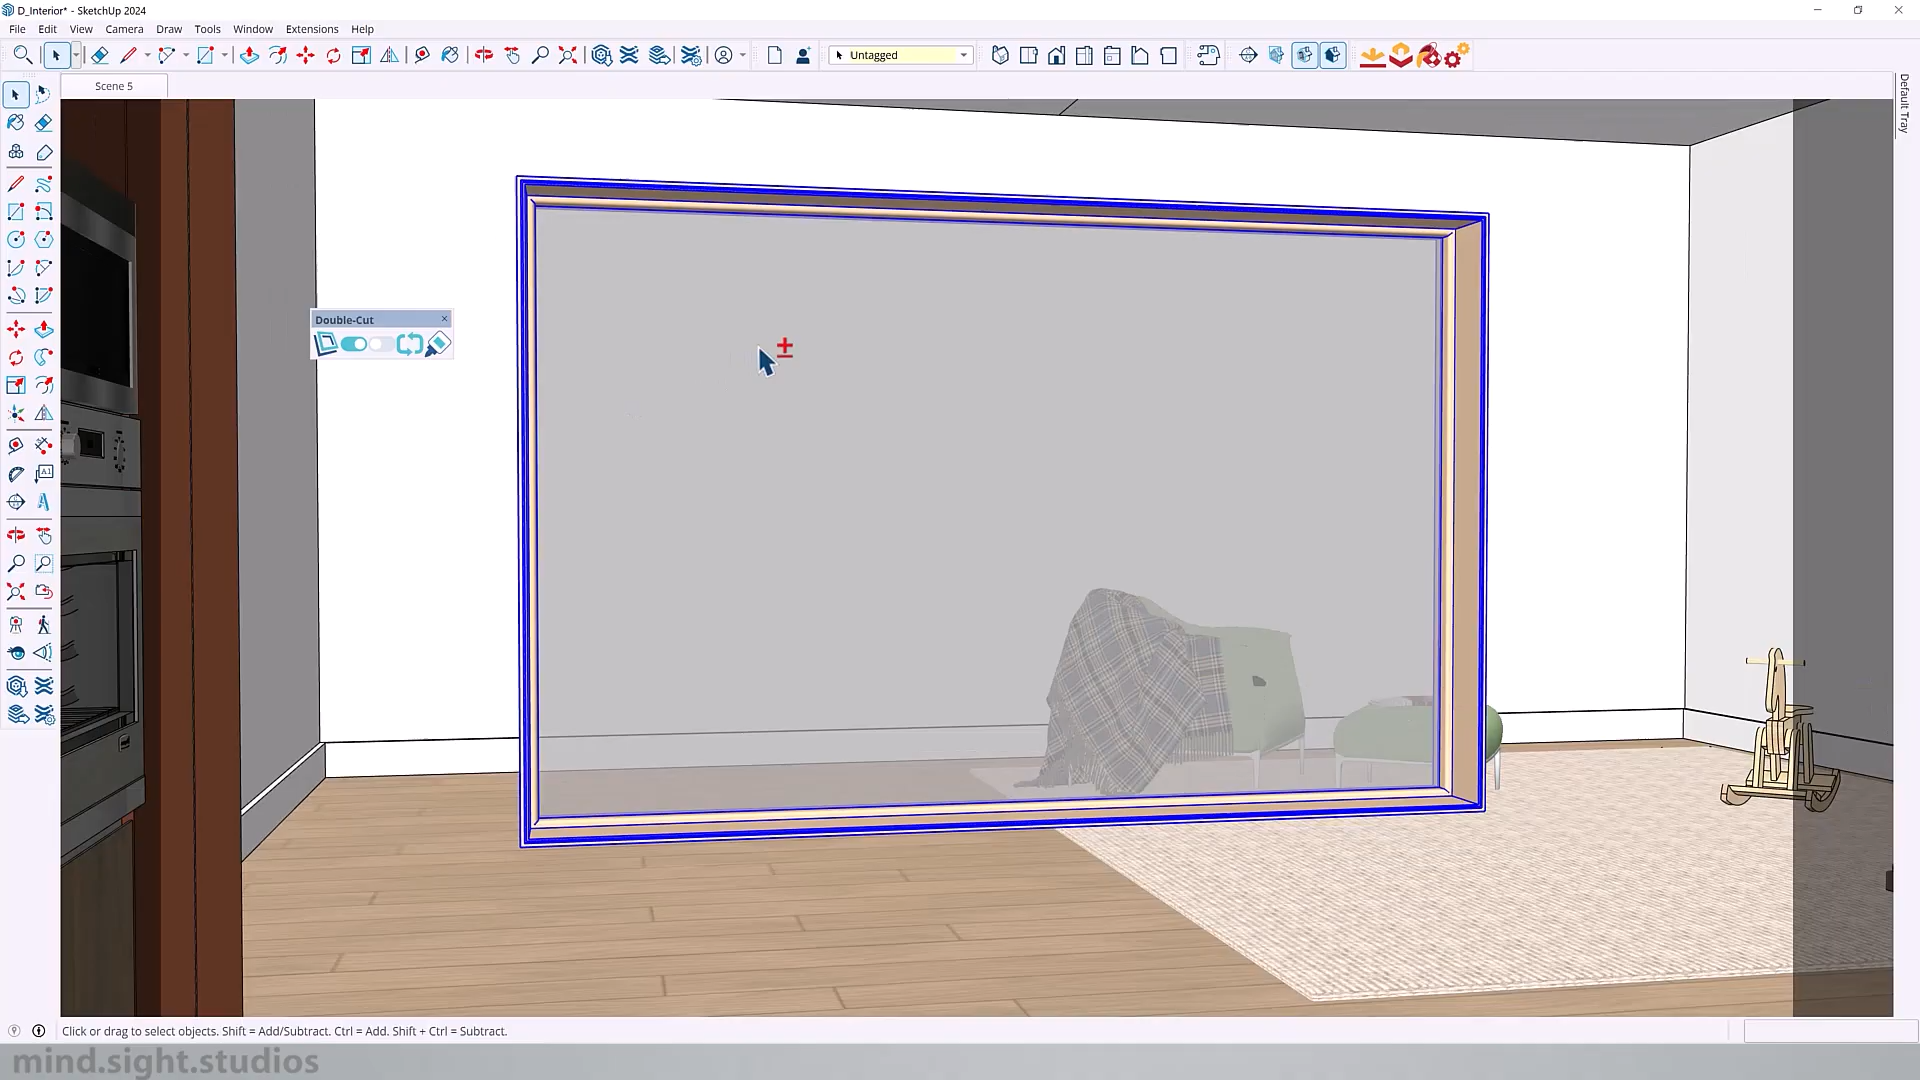 D_Interior* - SketchUp 2024
File Edit View Camera Draw Tools Window Extensions Help
Untagged
Scene 5
Default Tray
Double-Cut
A1
Click or drag to select objects. Shift = Add/Subtract. Ctrl = Add. Shift + Ctrl = Subtract.
mind.sight.studios